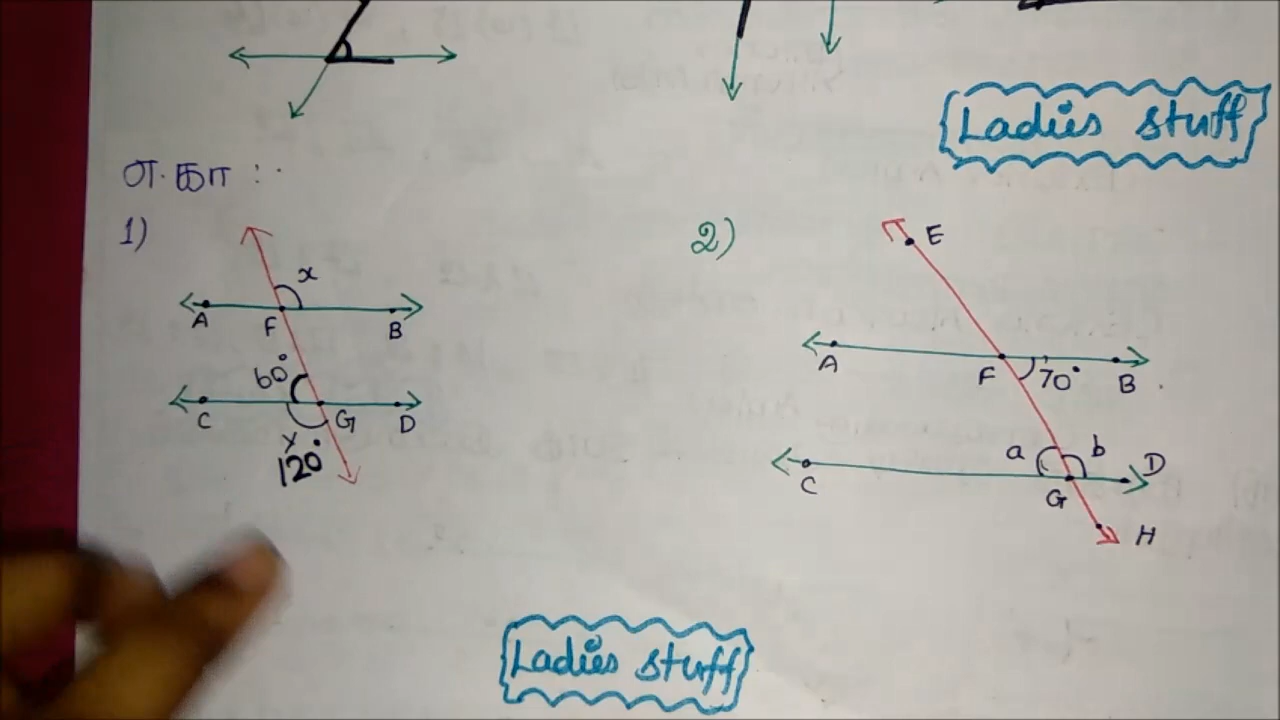 Ladies stuff
எ.கா :-
1)
x
A F B
60°
C G D
y
120°
2)
E
A F 70° B
a b
C G D
H
Ladies stuff